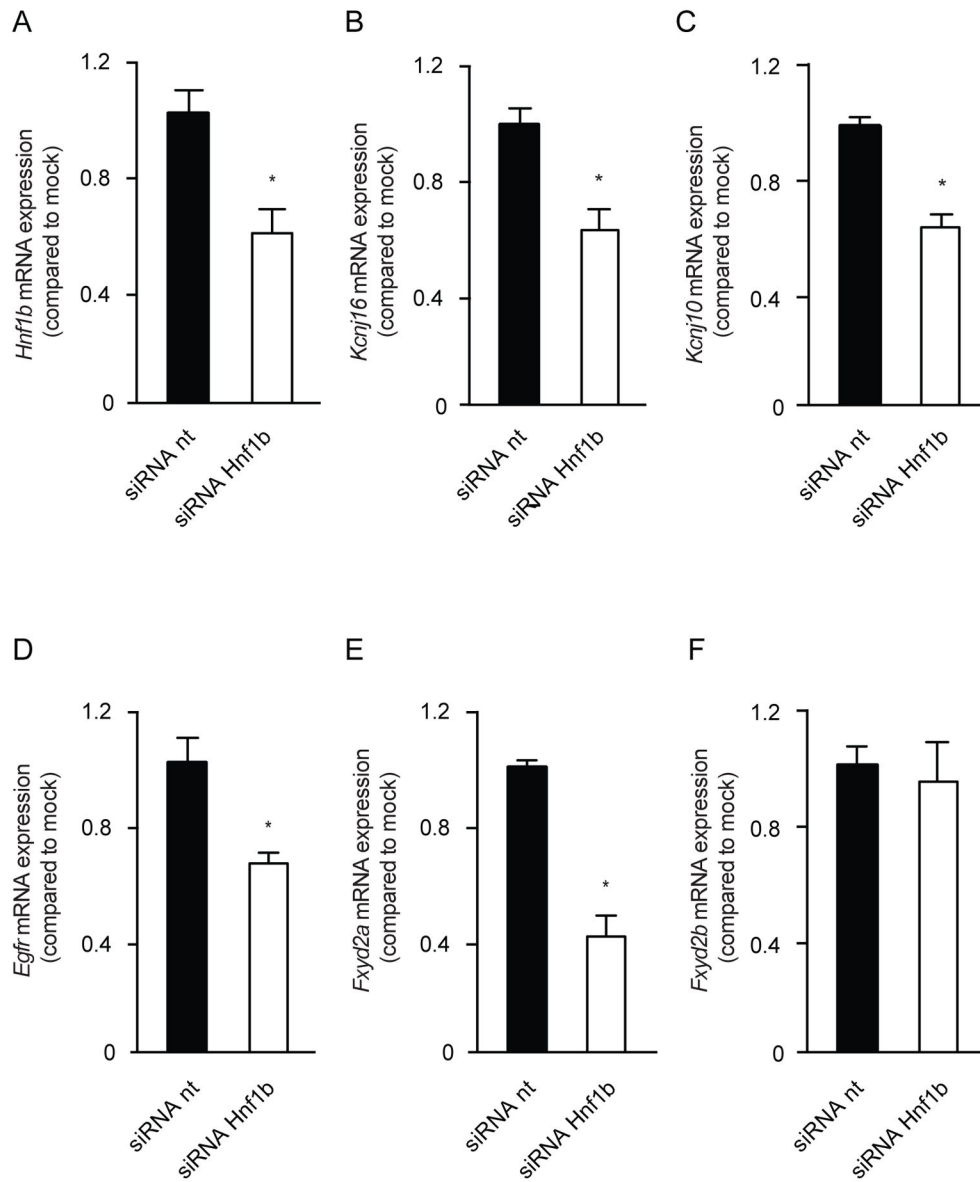 A
B
C
1.2
0.8
0.4
0
Hnf1b mRNA expression
(compared to mock)
*
siRNA nt
siRNA Hnf1b
1.2
0.8
0.4
0
Kcnj16 mRNA expression
(compared to mock)
*
siRNA nt
siRNA Hnf1b
1.2
0.8
0.4
0
Kcnj10 mRNA expression
(compared to mock)
*
siRNA nt
siRNA Hnf1b
D
E
F
1.2
0.8
0.4
0
Egfr mRNA expression
(compared to mock)
*
siRNA nt
siRNA Hnf1b
1.2
0.8
0.4
0
Fxyd2a mRNA expression
(compared to mock)
*
siRNA nt
siRNA Hnf1b
1.2
0.8
0.4
0
Fxyd2b mRNA expression
(compared to mock)
siRNA nt
siRNA Hnf1b